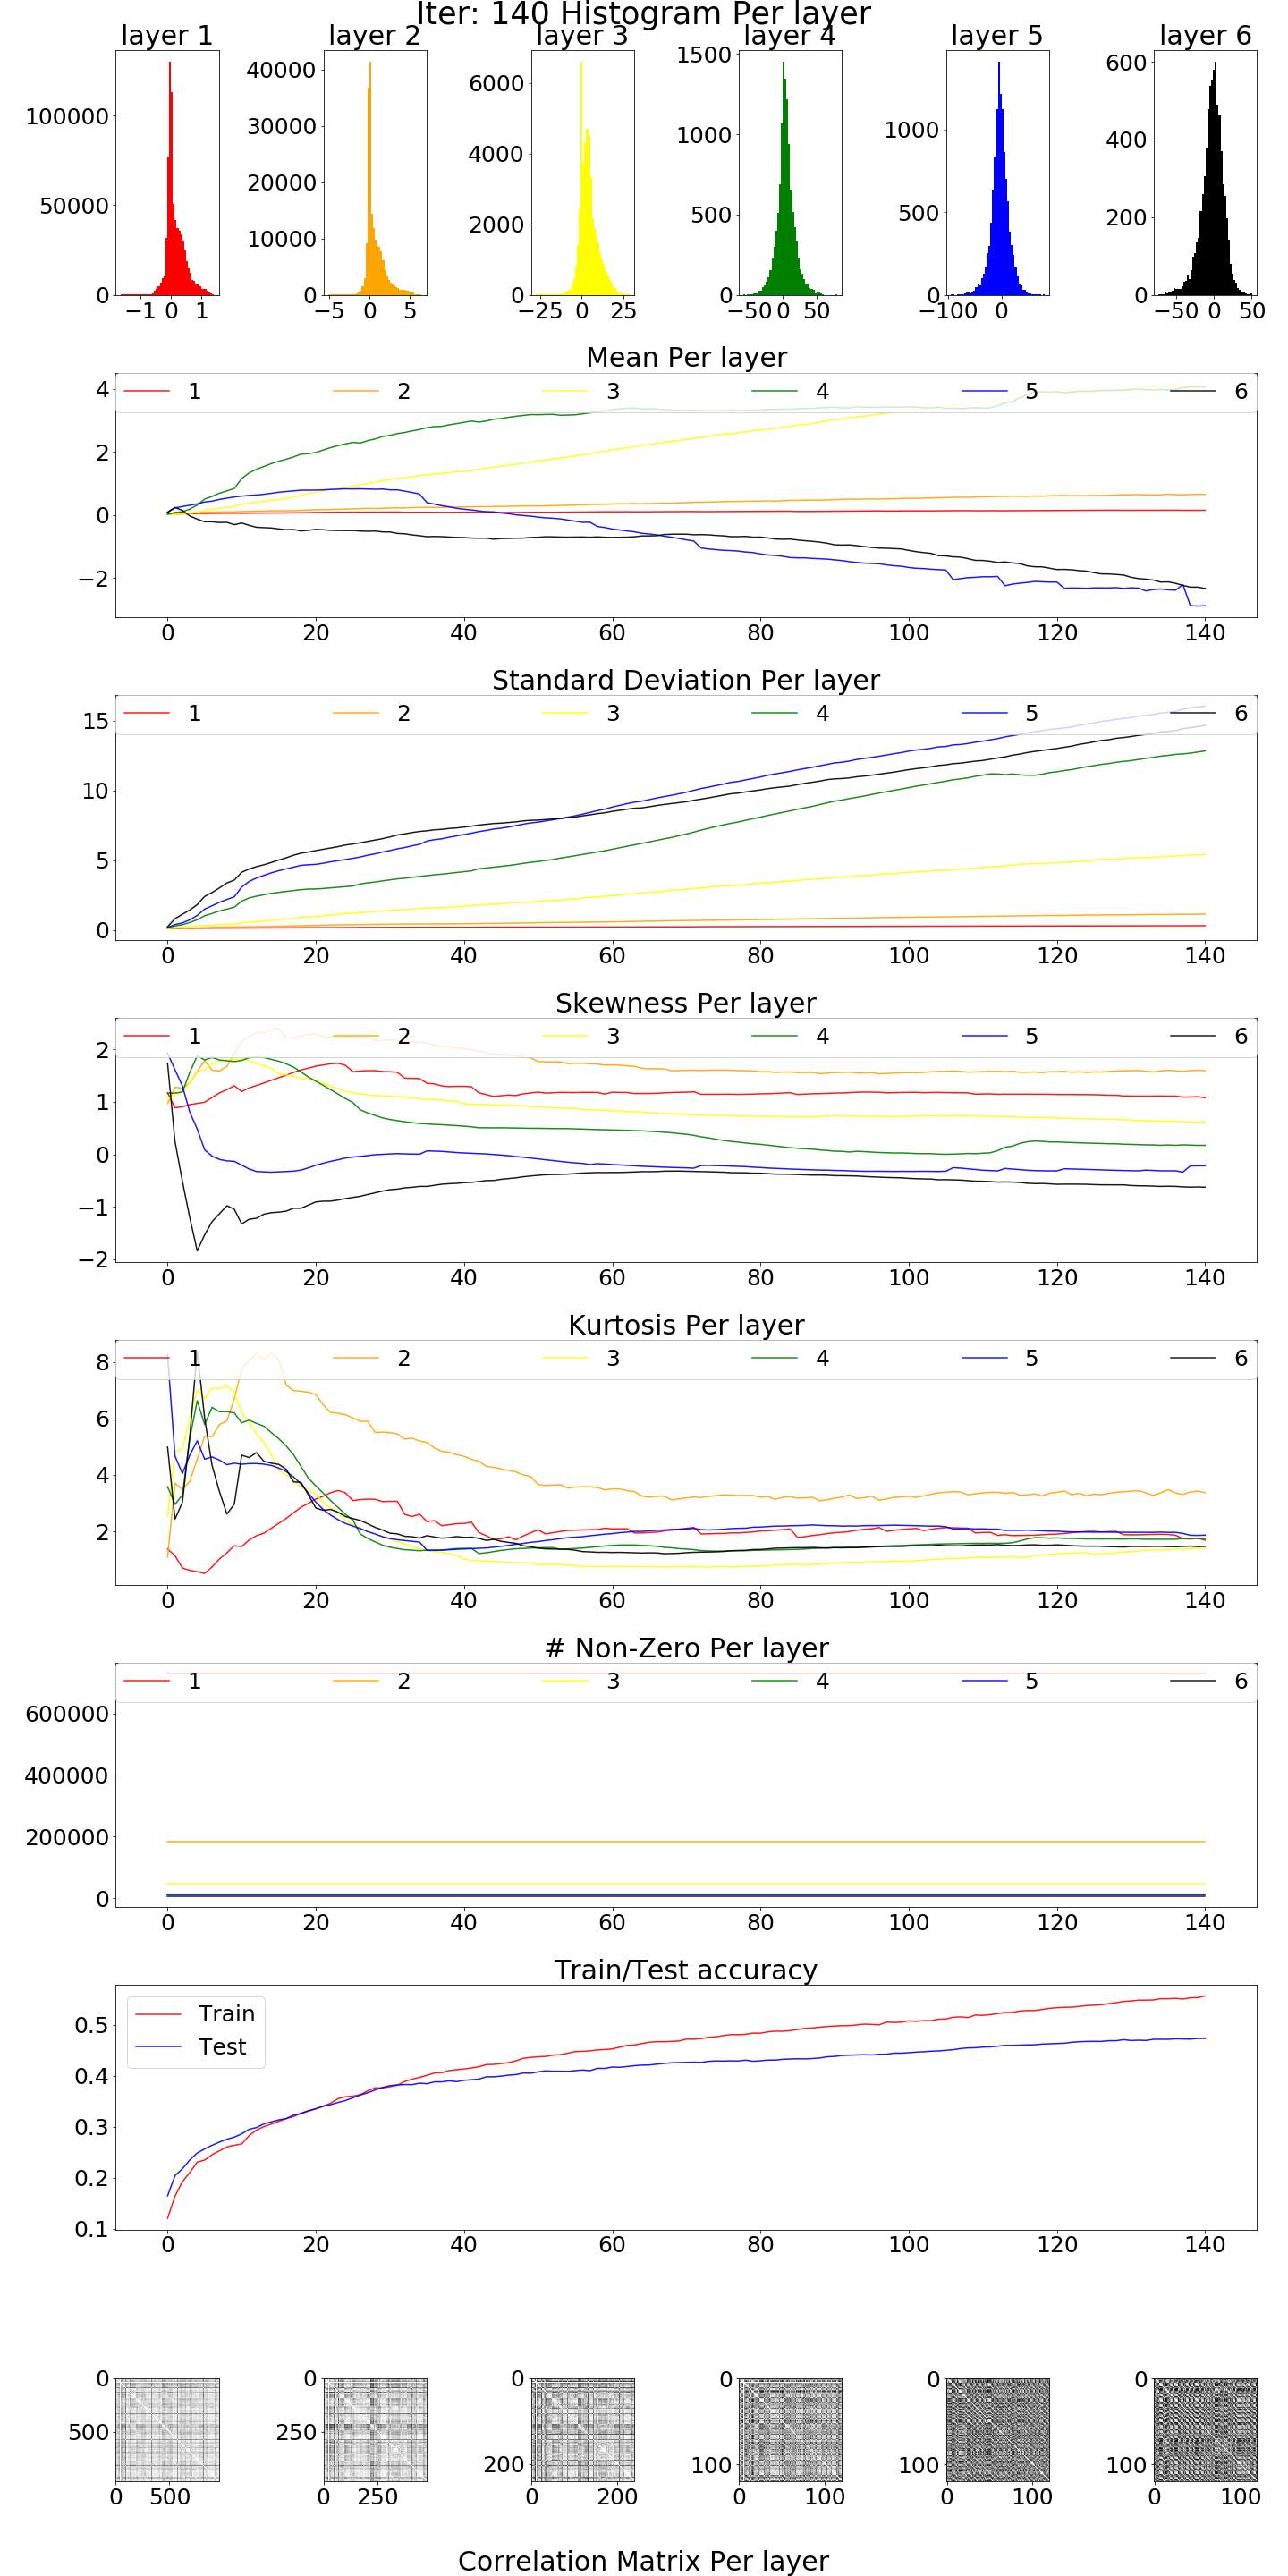 Iter: 140 Histogram Per layer
layer 1 layer 2 layer 3 layer 4 layer 5 layer 6
100000 50000 0 −1 0 1
40000 30000 20000 10000 0 −5 0 5
6000 4000 2000 0 −25 0 25
1500 1000 500 0 −50 0 50
1000 500 0 −100 0
600 400 200 0 −50 0 50
Mean Per layer
1 2 3 4 5 6
4
2
0
−2
0 20 40 60 80 100 120 140
Standard Deviation Per layer
1 2 3 4 5 6
15
10
5
0
0 20 40 60 80 100 120 140
Skewness Per layer
1 2 3 4 5 6
2
1
0
−1
−2
0 20 40 60 80 100 120 140
Kurtosis Per layer
1 2 3 4 5 6
8
6
4
2
0 20 40 60 80 100 120 140
# Non-Zero Per layer
1 2 3 4 5 6
600000
400000
200000
0
0 20 40 60 80 100 120 140
Train/Test accuracy
Train
Test
0.5
0.4
0.3
0.2
0.1
0 20 40 60 80 100 120 140
0 500 0 500
0 250 0 250
0 200 0 200
0 100 0 100
0 100 0 100
0 100 0 100
Correlation Matrix Per layer